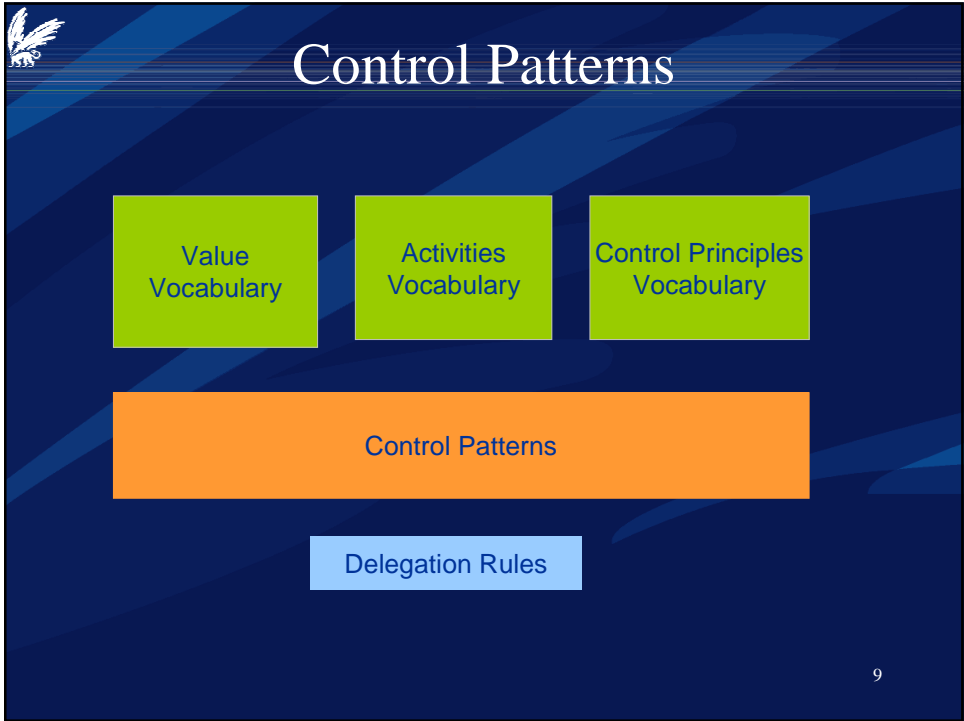 Control Patterns
Value
Vocabulary
Activities
Vocabulary
Control Principles
Vocabulary
Control Patterns
Delegation Rules
9